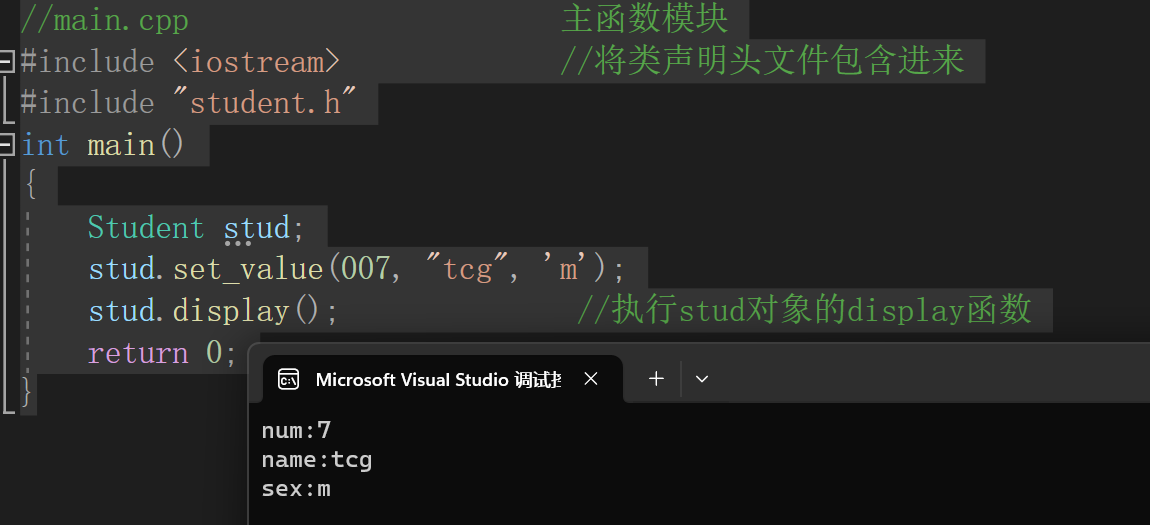 //main.cpp 主函数模块
#include <iostream> //将类声明头文件包含进来
#include "student.h"
int main()
{
Student stud;
stud.set_value(007, "tcg", 'm');
stud.display(); //执行stud对象的display函数
return 0;
}
Microsoft Visual Studio 调试
num:7
name:tcg
sex:m